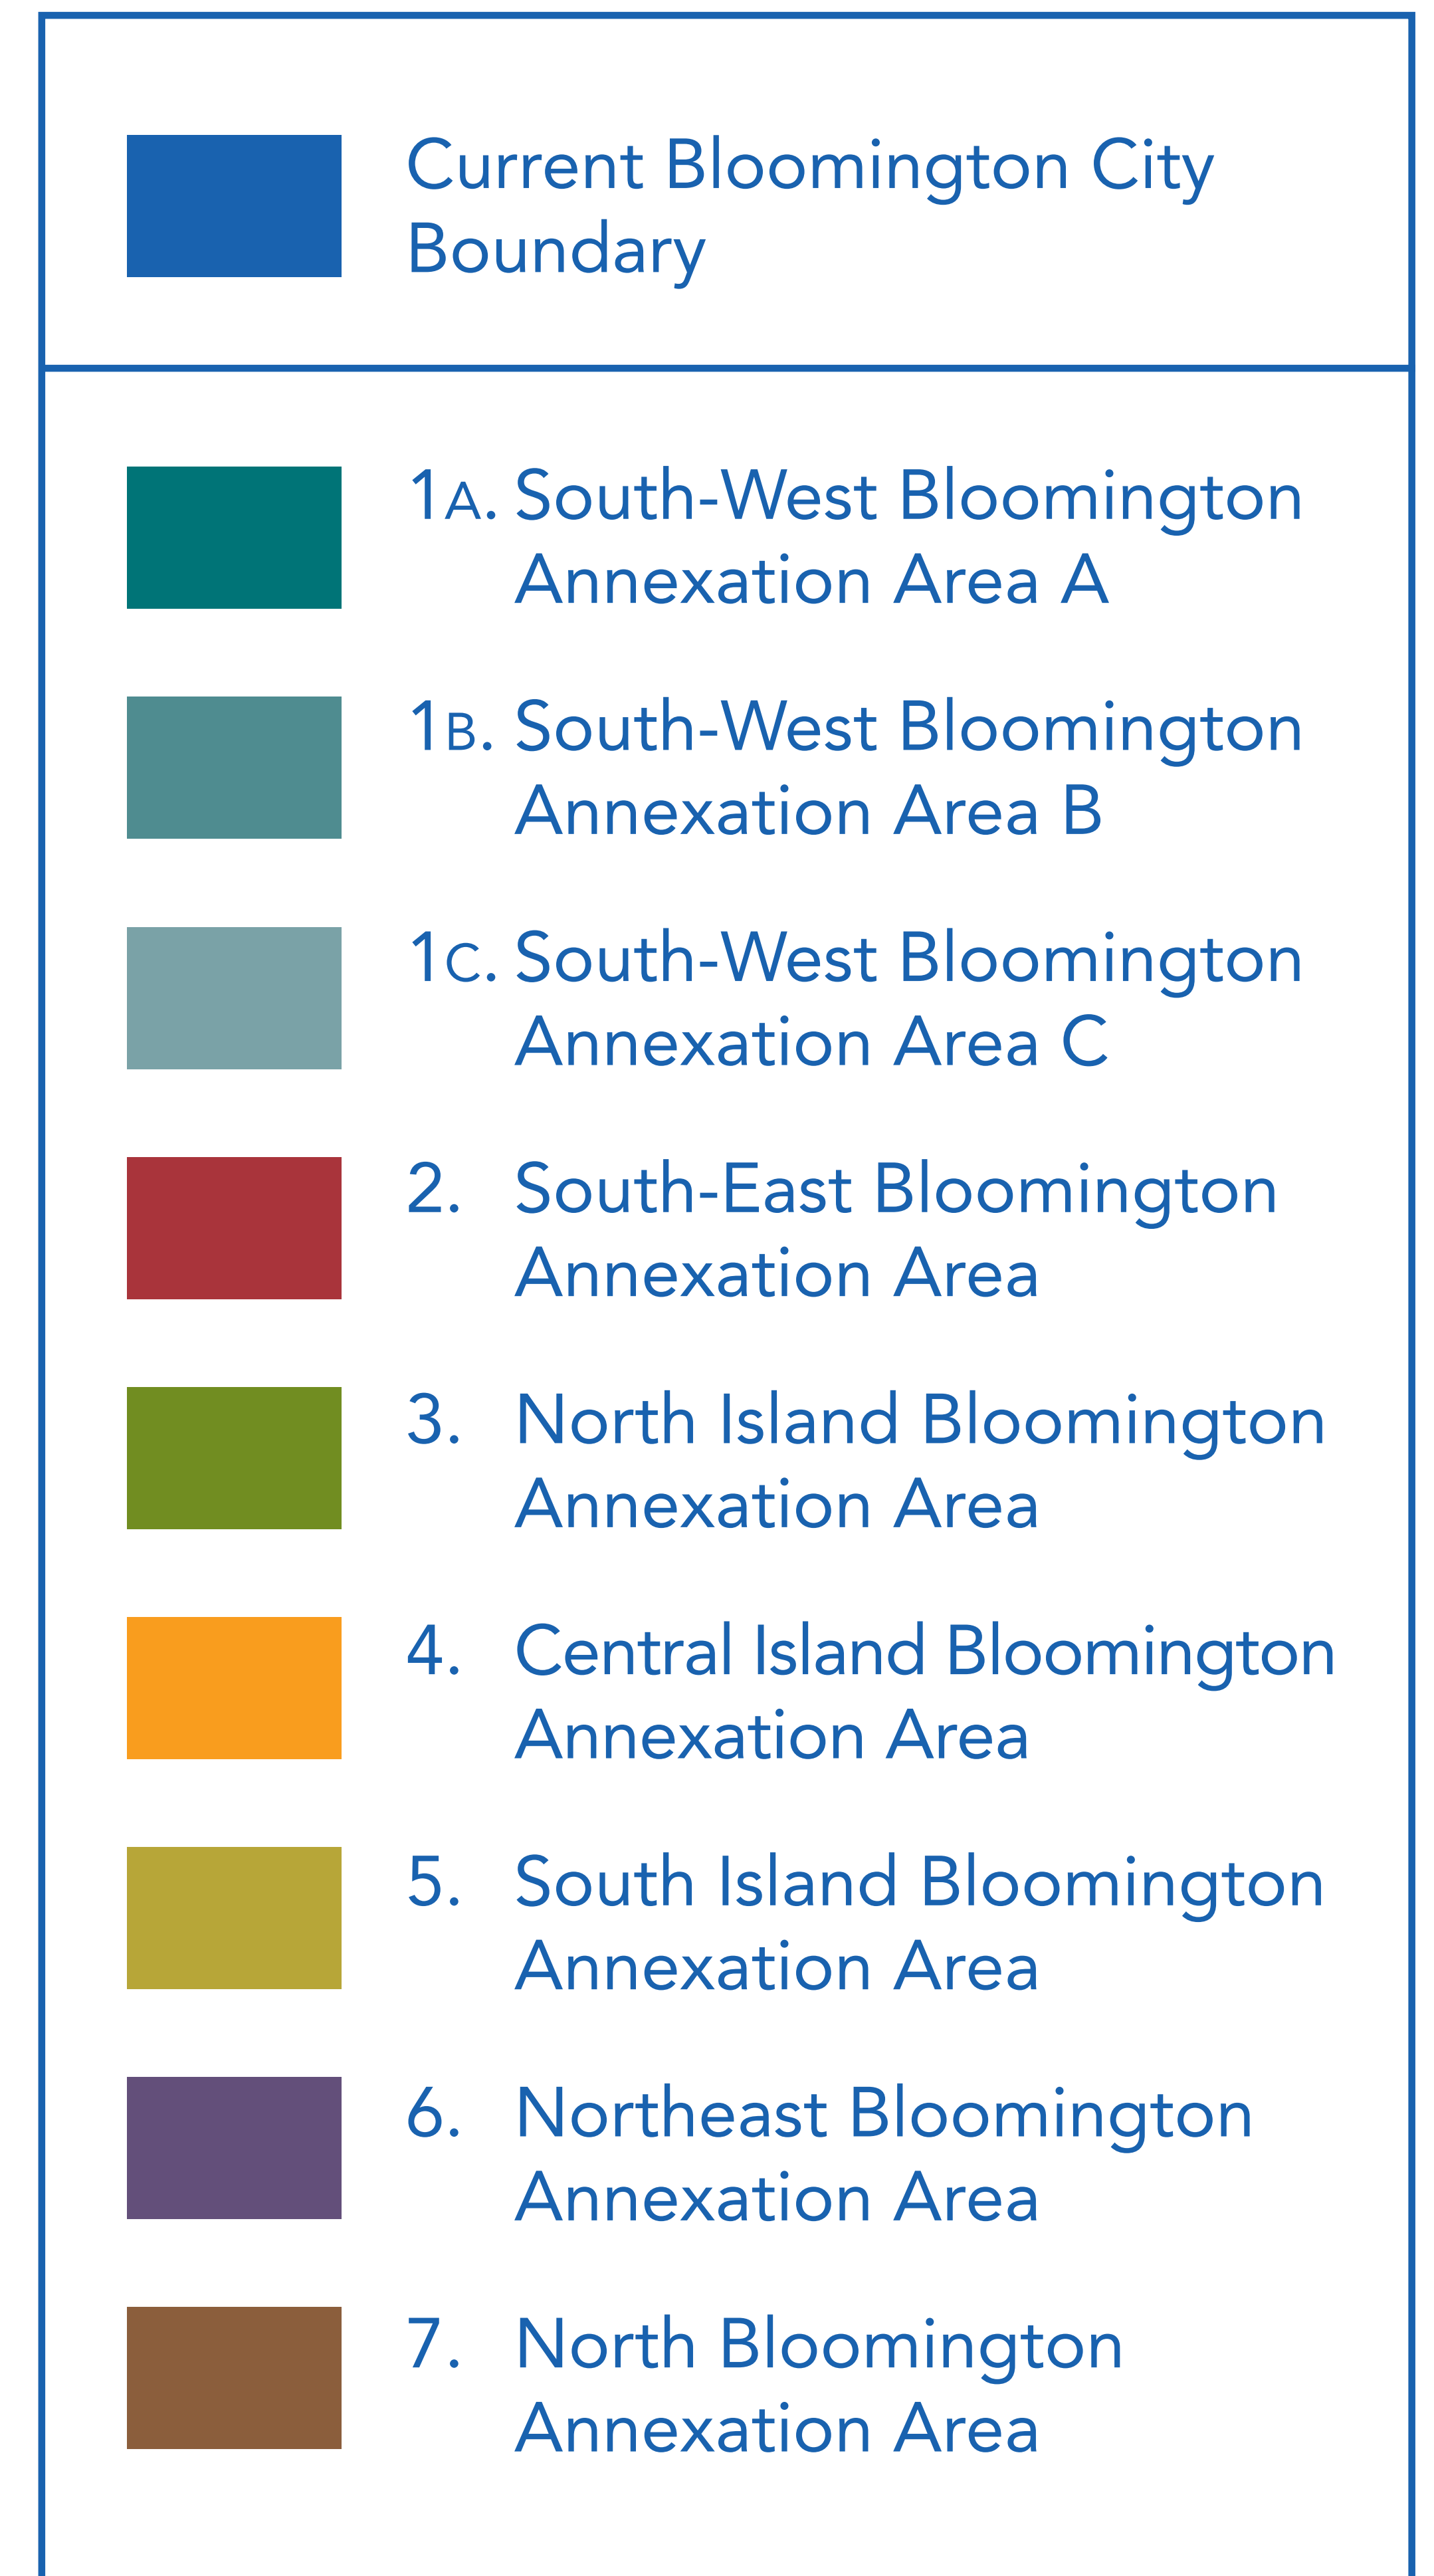 Current Bloomington City
Boundary
1A. South-West Bloomington
Annexation Area A
1B. South-West Bloomington
Annexation Area B
1C. South-West Bloomington
Annexation Area C
2. South-East Bloomington
Annexation Area
3. North Island Bloomington
Annexation Area
4. Central Island Bloomington
Annexation Area
5. South Island Bloomington
Annexation Area
6. Northeast Bloomington
Annexation Area
7. North Bloomington
Annexation Area